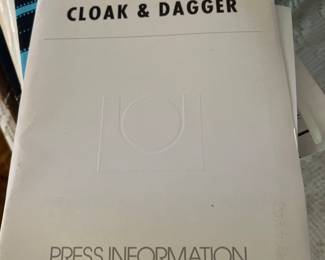 CLOAK & DAGGER
PRESS INFORMATION